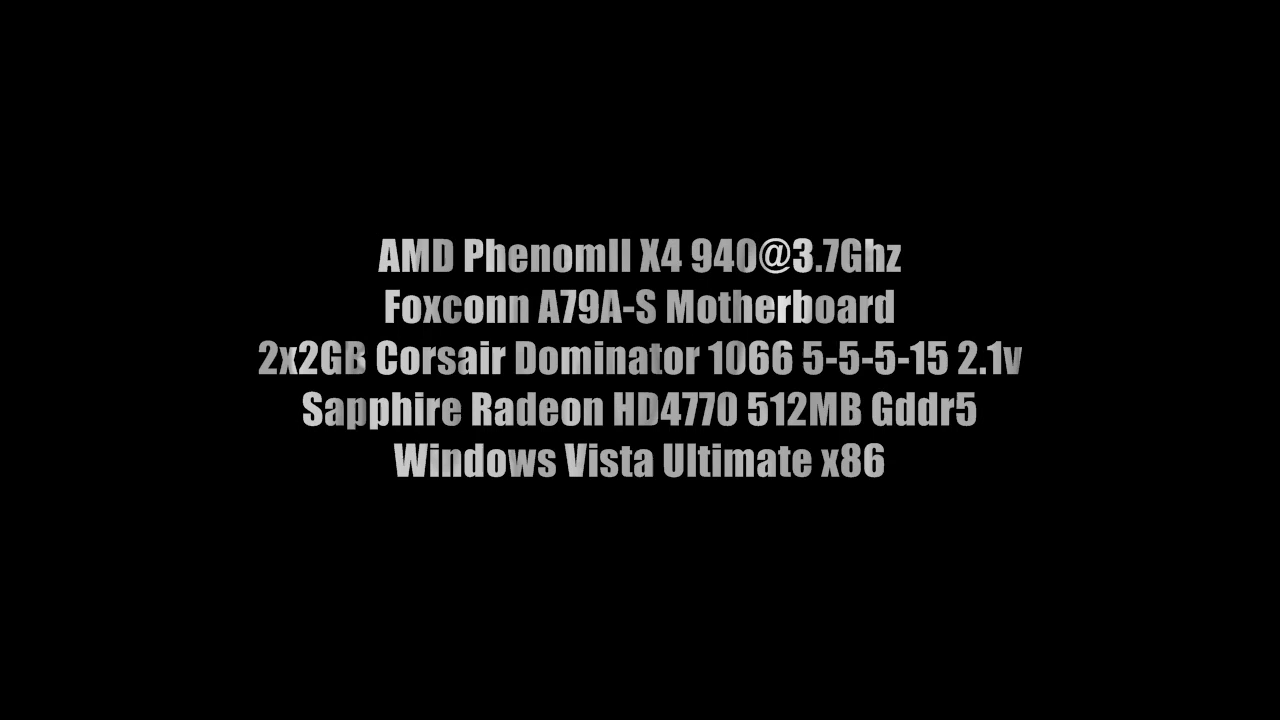 AMD PhenomII X4 940@3.7Ghz
Foxconn A79A-S Motherboard
2x2GB Corsair Dominator 1066 5-5-5-15 2.1v
Sapphire Radeon HD4770 512MB Gddr5
Windows Vista Ultimate x86